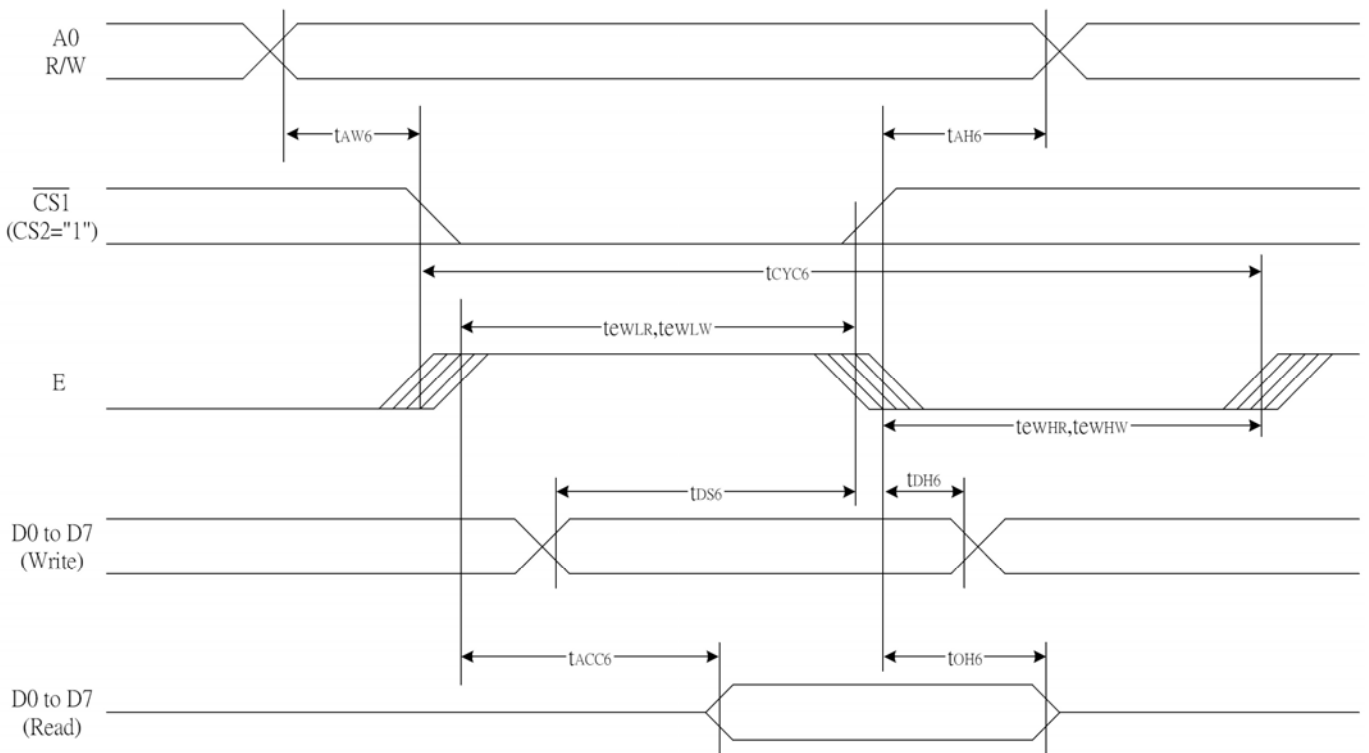 A0
R/W
tAW6
tAH6
CS1
(CS2="1")
tCYC6
tewLR,tewLW
E
tewHR,tewHW
tDS6
tDH6
D0 to D7
(Write)
tACC6
tOH6
D0 to D7
(Read)